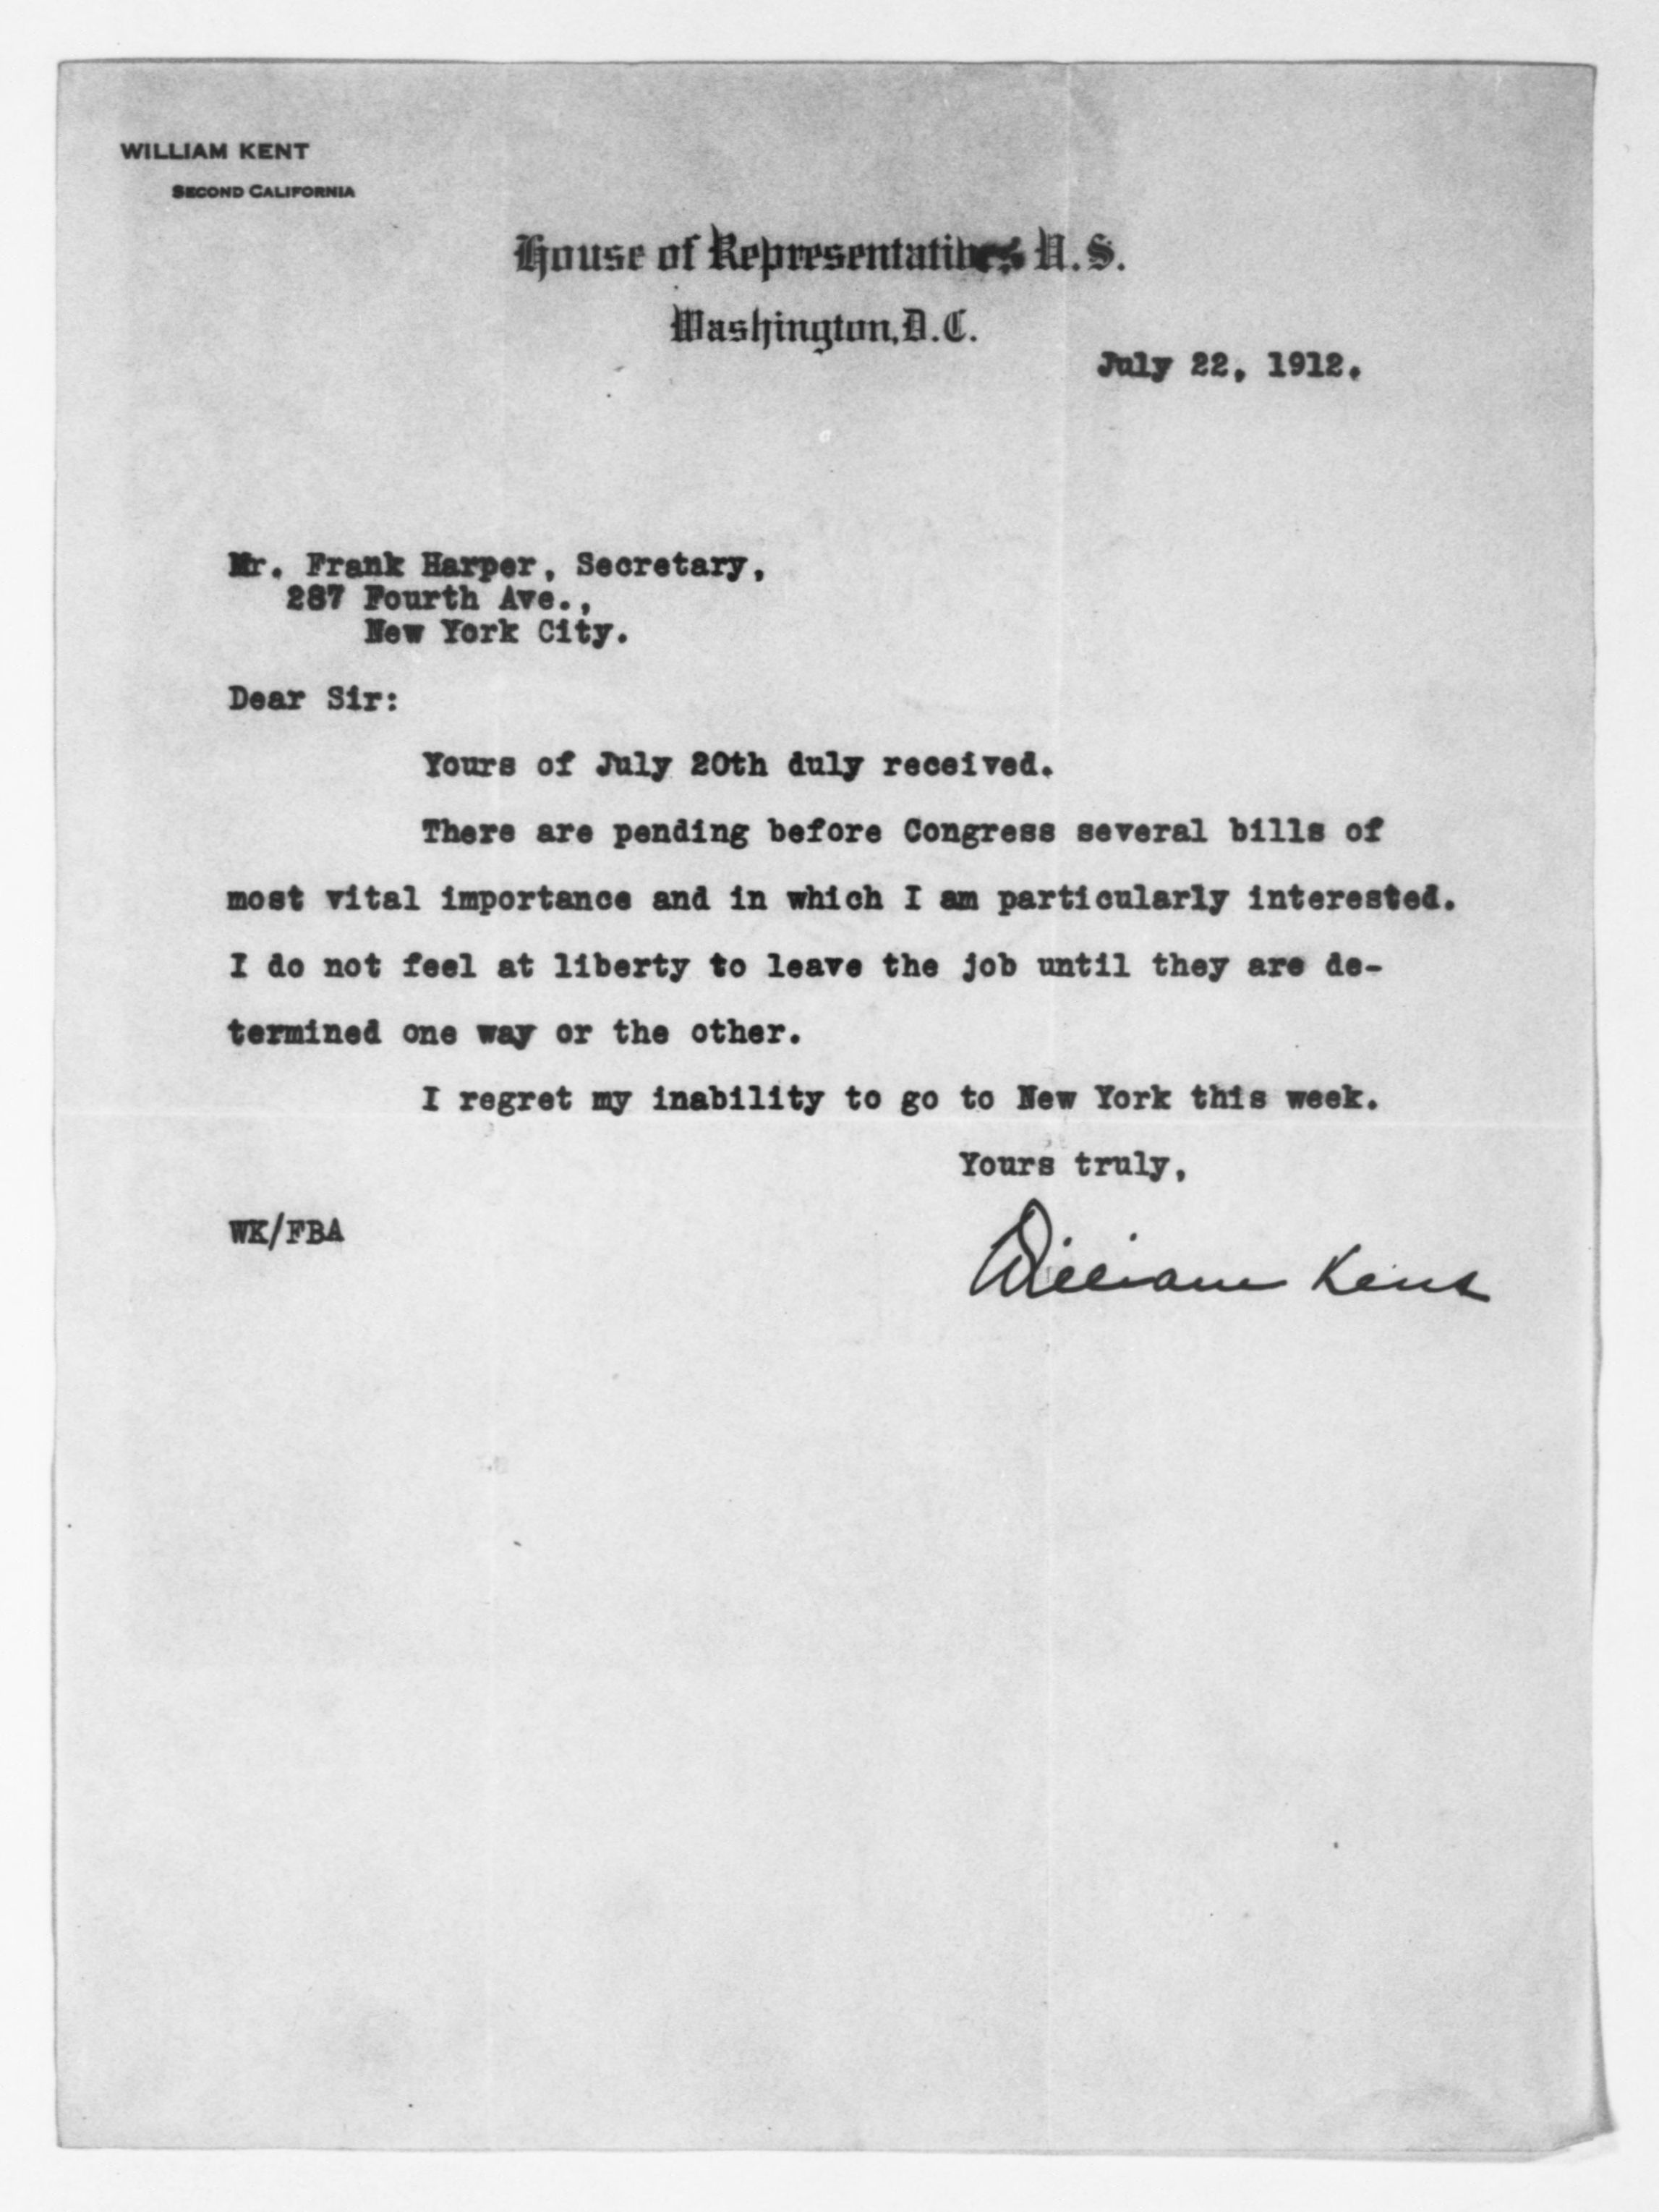 WILLIAM KENT
SECOND CALIFORNIA
House of Representatives U.S.
Washington, D.C.
July 22, 1912.
Mr. Frank Harper, Secretary,
287 Fourth Ave.,
New York City.
Dear Sir:
Yours of July 20th duly received.
There are pending before Congress several bills of
most vital importance and in which I am particularly interested.
I do not feel at liberty to leave the job until they are de-
termined one way or the other.
I regret my inability to go to New York this week.
Yours truly,
WK/FBA
William Kent